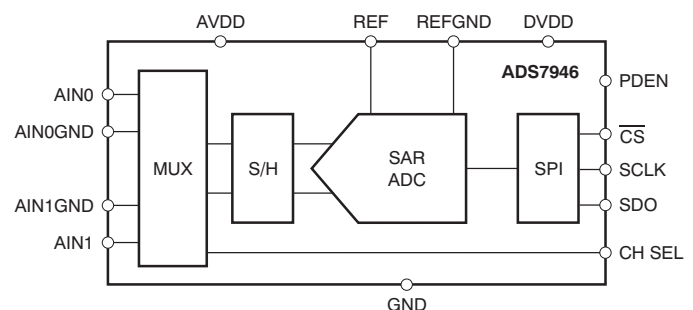 AVDD REF REFGND DVDD
ADS7946
PDEN
AIN0
AIN0GND
AIN1GND
AIN1
MUX
S/H
SAR
ADC
SPI
C̅S̅
SCLK
SDO
CH SEL
GND